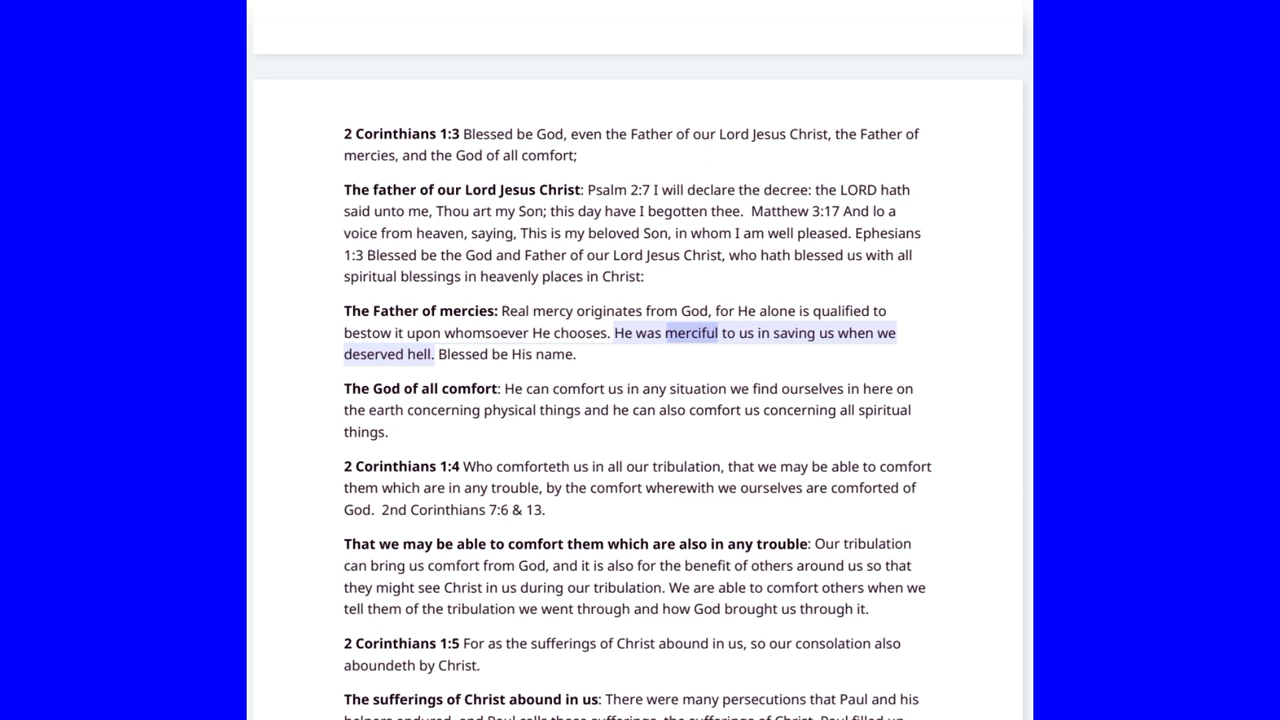 2 Corinthians 1:3 Blessed be God, even the Father of our Lord Jesus Christ, the Father of
mercies, and the God of all comfort;
The father of our Lord Jesus Christ: Psalm 2:7 I will declare the decree: the LORD hath
said unto me, Thou art my Son; this day have I begotten thee.  Matthew 3:17 And lo a
voice from heaven, saying, This is my beloved Son, in whom I am well pleased. Ephesians
1:3 Blessed be the God and Father of our Lord Jesus Christ, who hath blessed us with all
spiritual blessings in heavenly places in Christ:
The Father of mercies: Real mercy originates from God, for He alone is qualified to
bestow it upon whomsoever He chooses. He was merciful to us in saving us when we
deserved hell. Blessed be His name.
The God of all comfort: He can comfort us in any situation we find ourselves in here on
the earth concerning physical things and he can also comfort us concerning all spiritual
things.
2 Corinthians 1:4 Who comforteth us in all our tribulation, that we may be able to comfort
them which are in any trouble, by the comfort wherewith we ourselves are comforted of
God.  2nd Corinthians 7:6 & 13.
That we may be able to comfort them which are also in any trouble: Our tribulation
can bring us comfort from God, and it is also for the benefit of others around us so that
they might see Christ in us during our tribulation. We are able to comfort others when we
tell them of the tribulation we went through and how God brought us through it.
2 Corinthians 1:5 For as the sufferings of Christ abound in us, so our consolation also
aboundeth by Christ.
The sufferings of Christ abound in us: There were many persecutions that Paul and his
helpers endured, and Paul calls these sufferings, the sufferings of Christ. Paul filled up